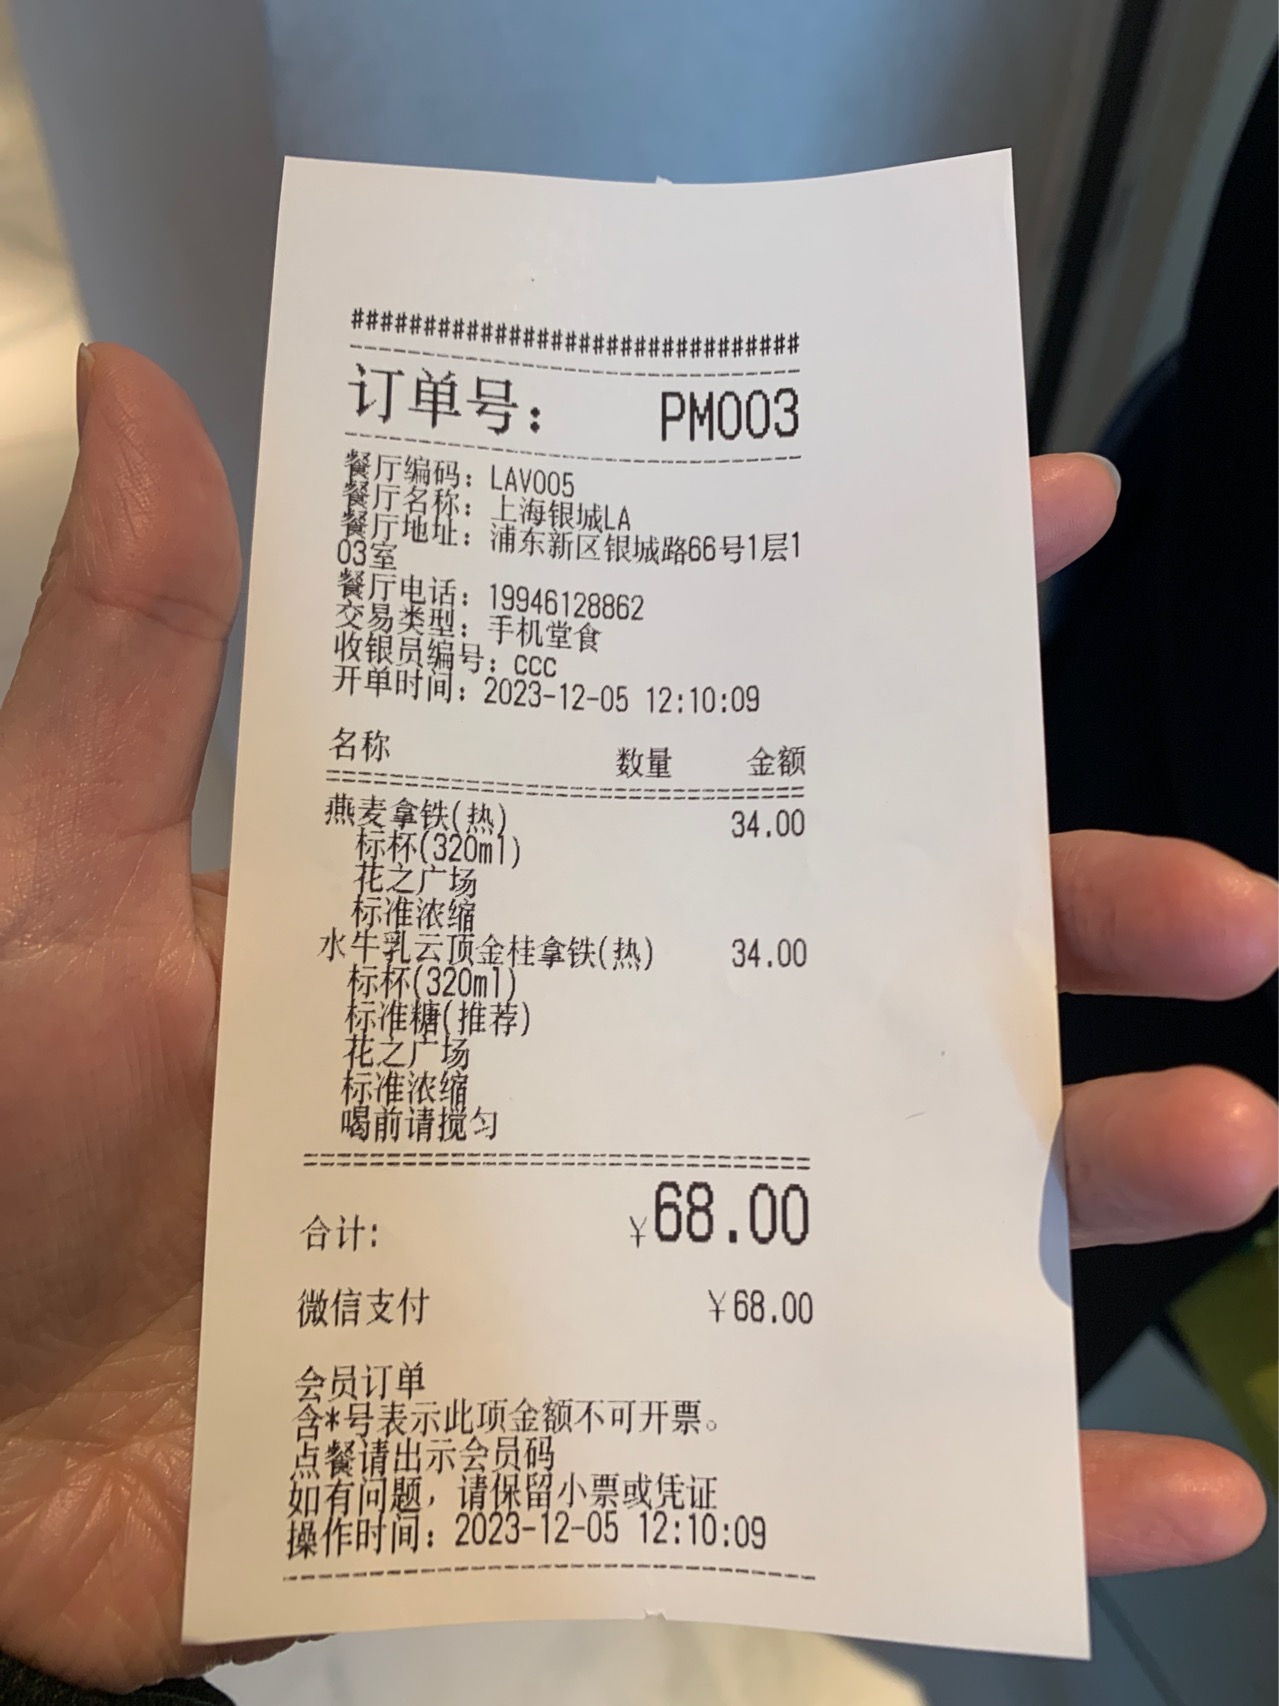 ################################
订单号： PM003
餐厅编码：LAV005
餐厅名称：上海银城LA
餐厅地址：浦东新区银城路66号1层1
03室
餐厅电话：19946128862
交易类型：手机堂食
收银员编号：ccc
开单时间：2023-12-05 12:10:09
名称 数量 金额
燕麦拿铁(热) 34.00
标杯(320ml)
花之广场
标准浓缩
水牛乳云顶金桂拿铁(热) 34.00
标杯(320ml)
标准糖(推荐)
花之广场
标准浓缩
喝前请搅匀
合计: ¥68.00
微信支付 ¥68.00
会员订单
含*号表示此项金额不可开票。
点餐请出示会员码
如有问题，请保留小票或凭证
操作时间：2023-12-05 12:10:09